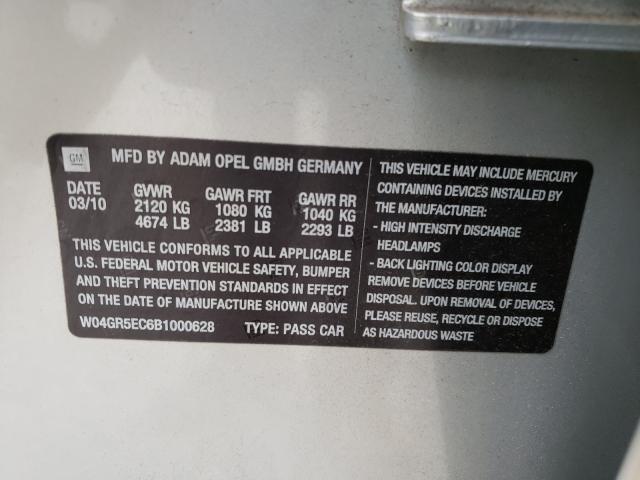 GM
MFD BY ADAM OPEL GMBH GERMANY
DATE GVWR GAWR FRT GAWR RR
03/10 2120 KG 1080 KG 1040 KG
4674 LB 2381 LB 2293 LB
THIS VEHICLE CONFORMS TO ALL APPLICABLE
U.S. FEDERAL MOTOR VEHICLE SAFETY, BUMPER
AND THEFT PREVENTION STANDARDS IN EFFECT
ON THE DATE OF MANUFACTURE SHOWN ABOVE
W04GR5EC6B1000628 TYPE: PASS CAR
THIS VEHICLE MAY INCLUDE MERCURY
CONTAINING DEVICES INSTALLED BY
THE MANUFACTURER:
- HIGH INTENSITY DISCHARGE
HEADLAMPS
- BACK LIGHTING COLOR DISPLAY
REMOVE DEVICES BEFORE VEHICLE
DISPOSAL. UPON REMOVAL OF DEVICES,
PLEASE REUSE, RECYCLE OR DISPOSE
AS HAZARDOUS WASTE